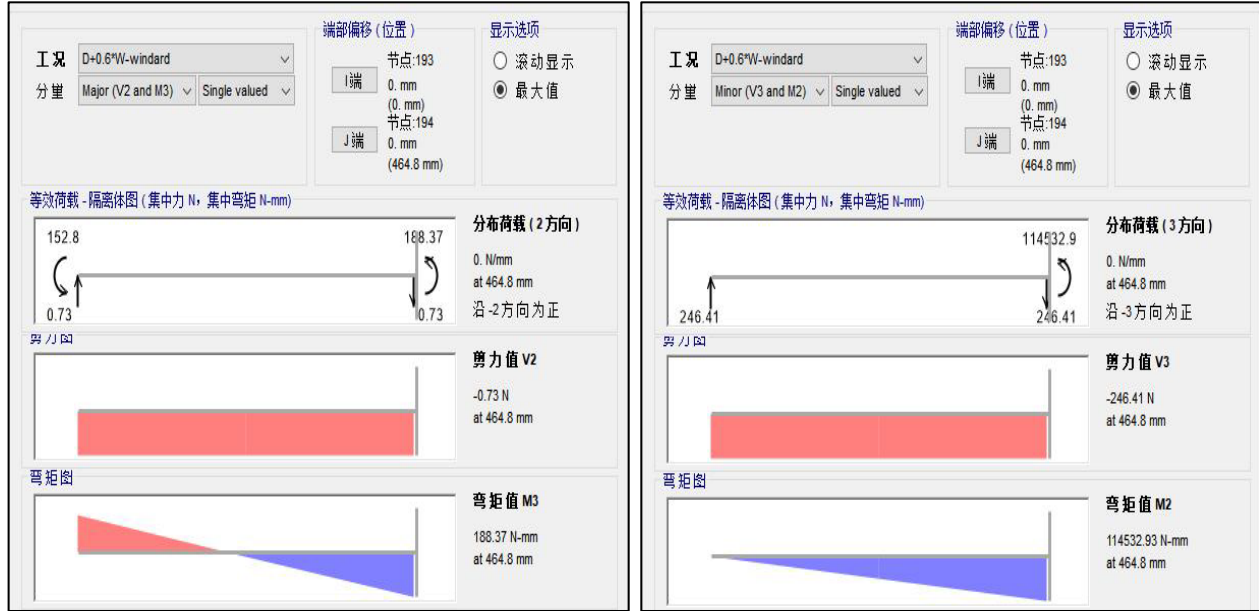 端部偏移 (位置)
显示选项
工况
D+0.6*W-windard
分量
Major (V2 and M3)
Single valued
I端
节点:193
0. mm
(0. mm)
J端
节点:194
0. mm
(464.8 mm)
滚动显示
最大值
等效荷载 - 隔离体图 (集中力 N，集中弯矩 N-mm)
152.8
188.37
0.73
0.73
分布荷载 (2方向)
0. N/mm
at 464.8 mm
沿 -2方向为正
剪力图
剪力值 V2
-0.73 N
at 464.8 mm
弯矩图
弯矩值 M3
188.37 N-mm
at 464.8 mm
端部偏移 (位置)
显示选项
工况
D+0.6*W-windard
分量
Minor (V3 and M2)
Single valued
I端
节点:193
0. mm
(0. mm)
J端
节点:194
0. mm
(464.8 mm)
滚动显示
最大值
等效荷载 - 隔离体图 (集中力 N，集中弯矩 N-mm)
114532.9
246.41
246.41
分布荷载 (3方向)
0. N/mm
at 464.8 mm
沿 -3方向为正
剪力图
剪力值 V3
-246.41 N
at 464.8 mm
弯矩图
弯矩值 M2
114532.93 N-mm
at 464.8 mm